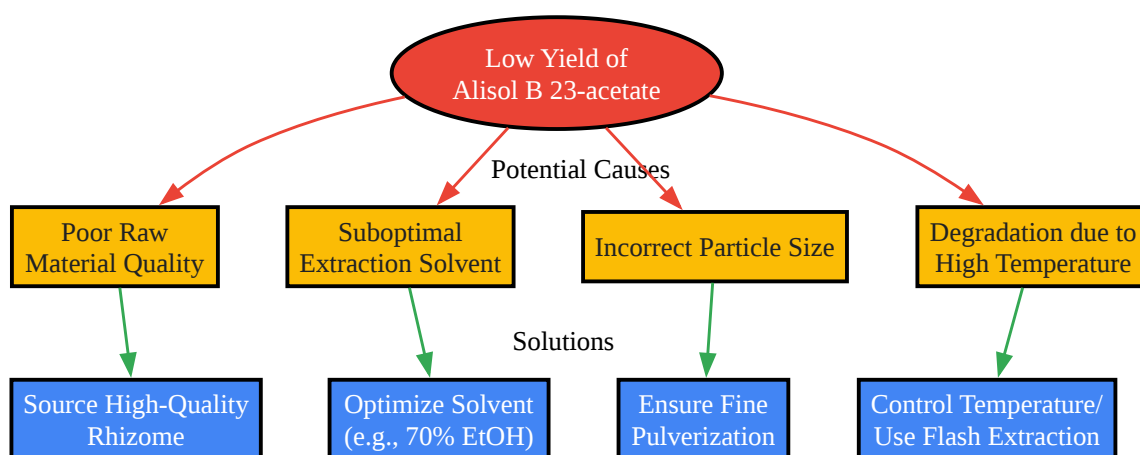 Low Yield of
Alisol B 23-acetate
Potential Causes
Poor Raw
Material Quality
Suboptimal
Extraction Solvent
Incorrect Particle Size
Degradation due to
High Temperature
Solutions
Source High-Quality
Rhizome
Optimize Solvent
(e.g., 70% EtOH)
Ensure Fine
Pulverization
Control Temperature/
Use Flash Extraction